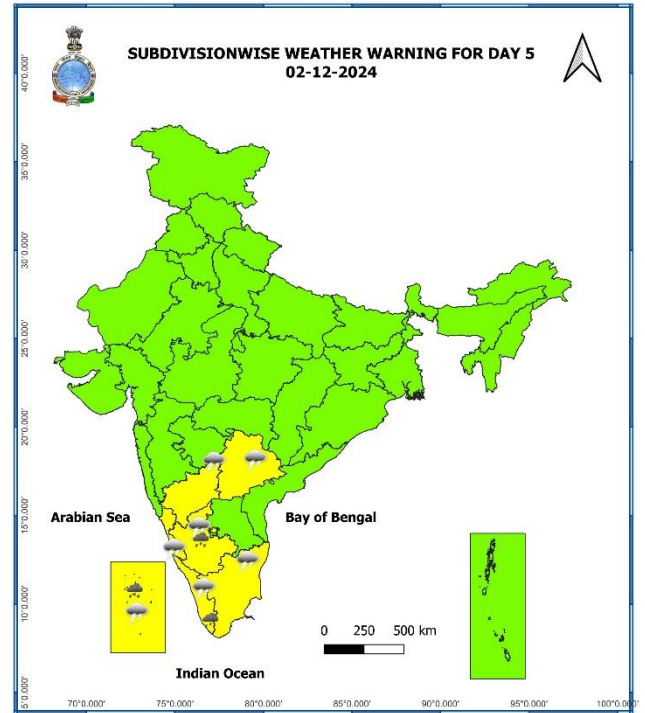 SUBDIVISIONWISE WEATHER WARNING FOR DAY 5
02-12-2024
40°0.000'
35°0.000'
30°0.000'
25°0.000'
20°0.000'
15°0.000'
10°0.000'
5°0.000'
Arabian Sea
Bay of Bengal
0 250 500 km
Indian Ocean
70°0.000' 75°0.000' 80°0.000' 85°0.000' 90°0.000' 95°0.000' 100°0.000'